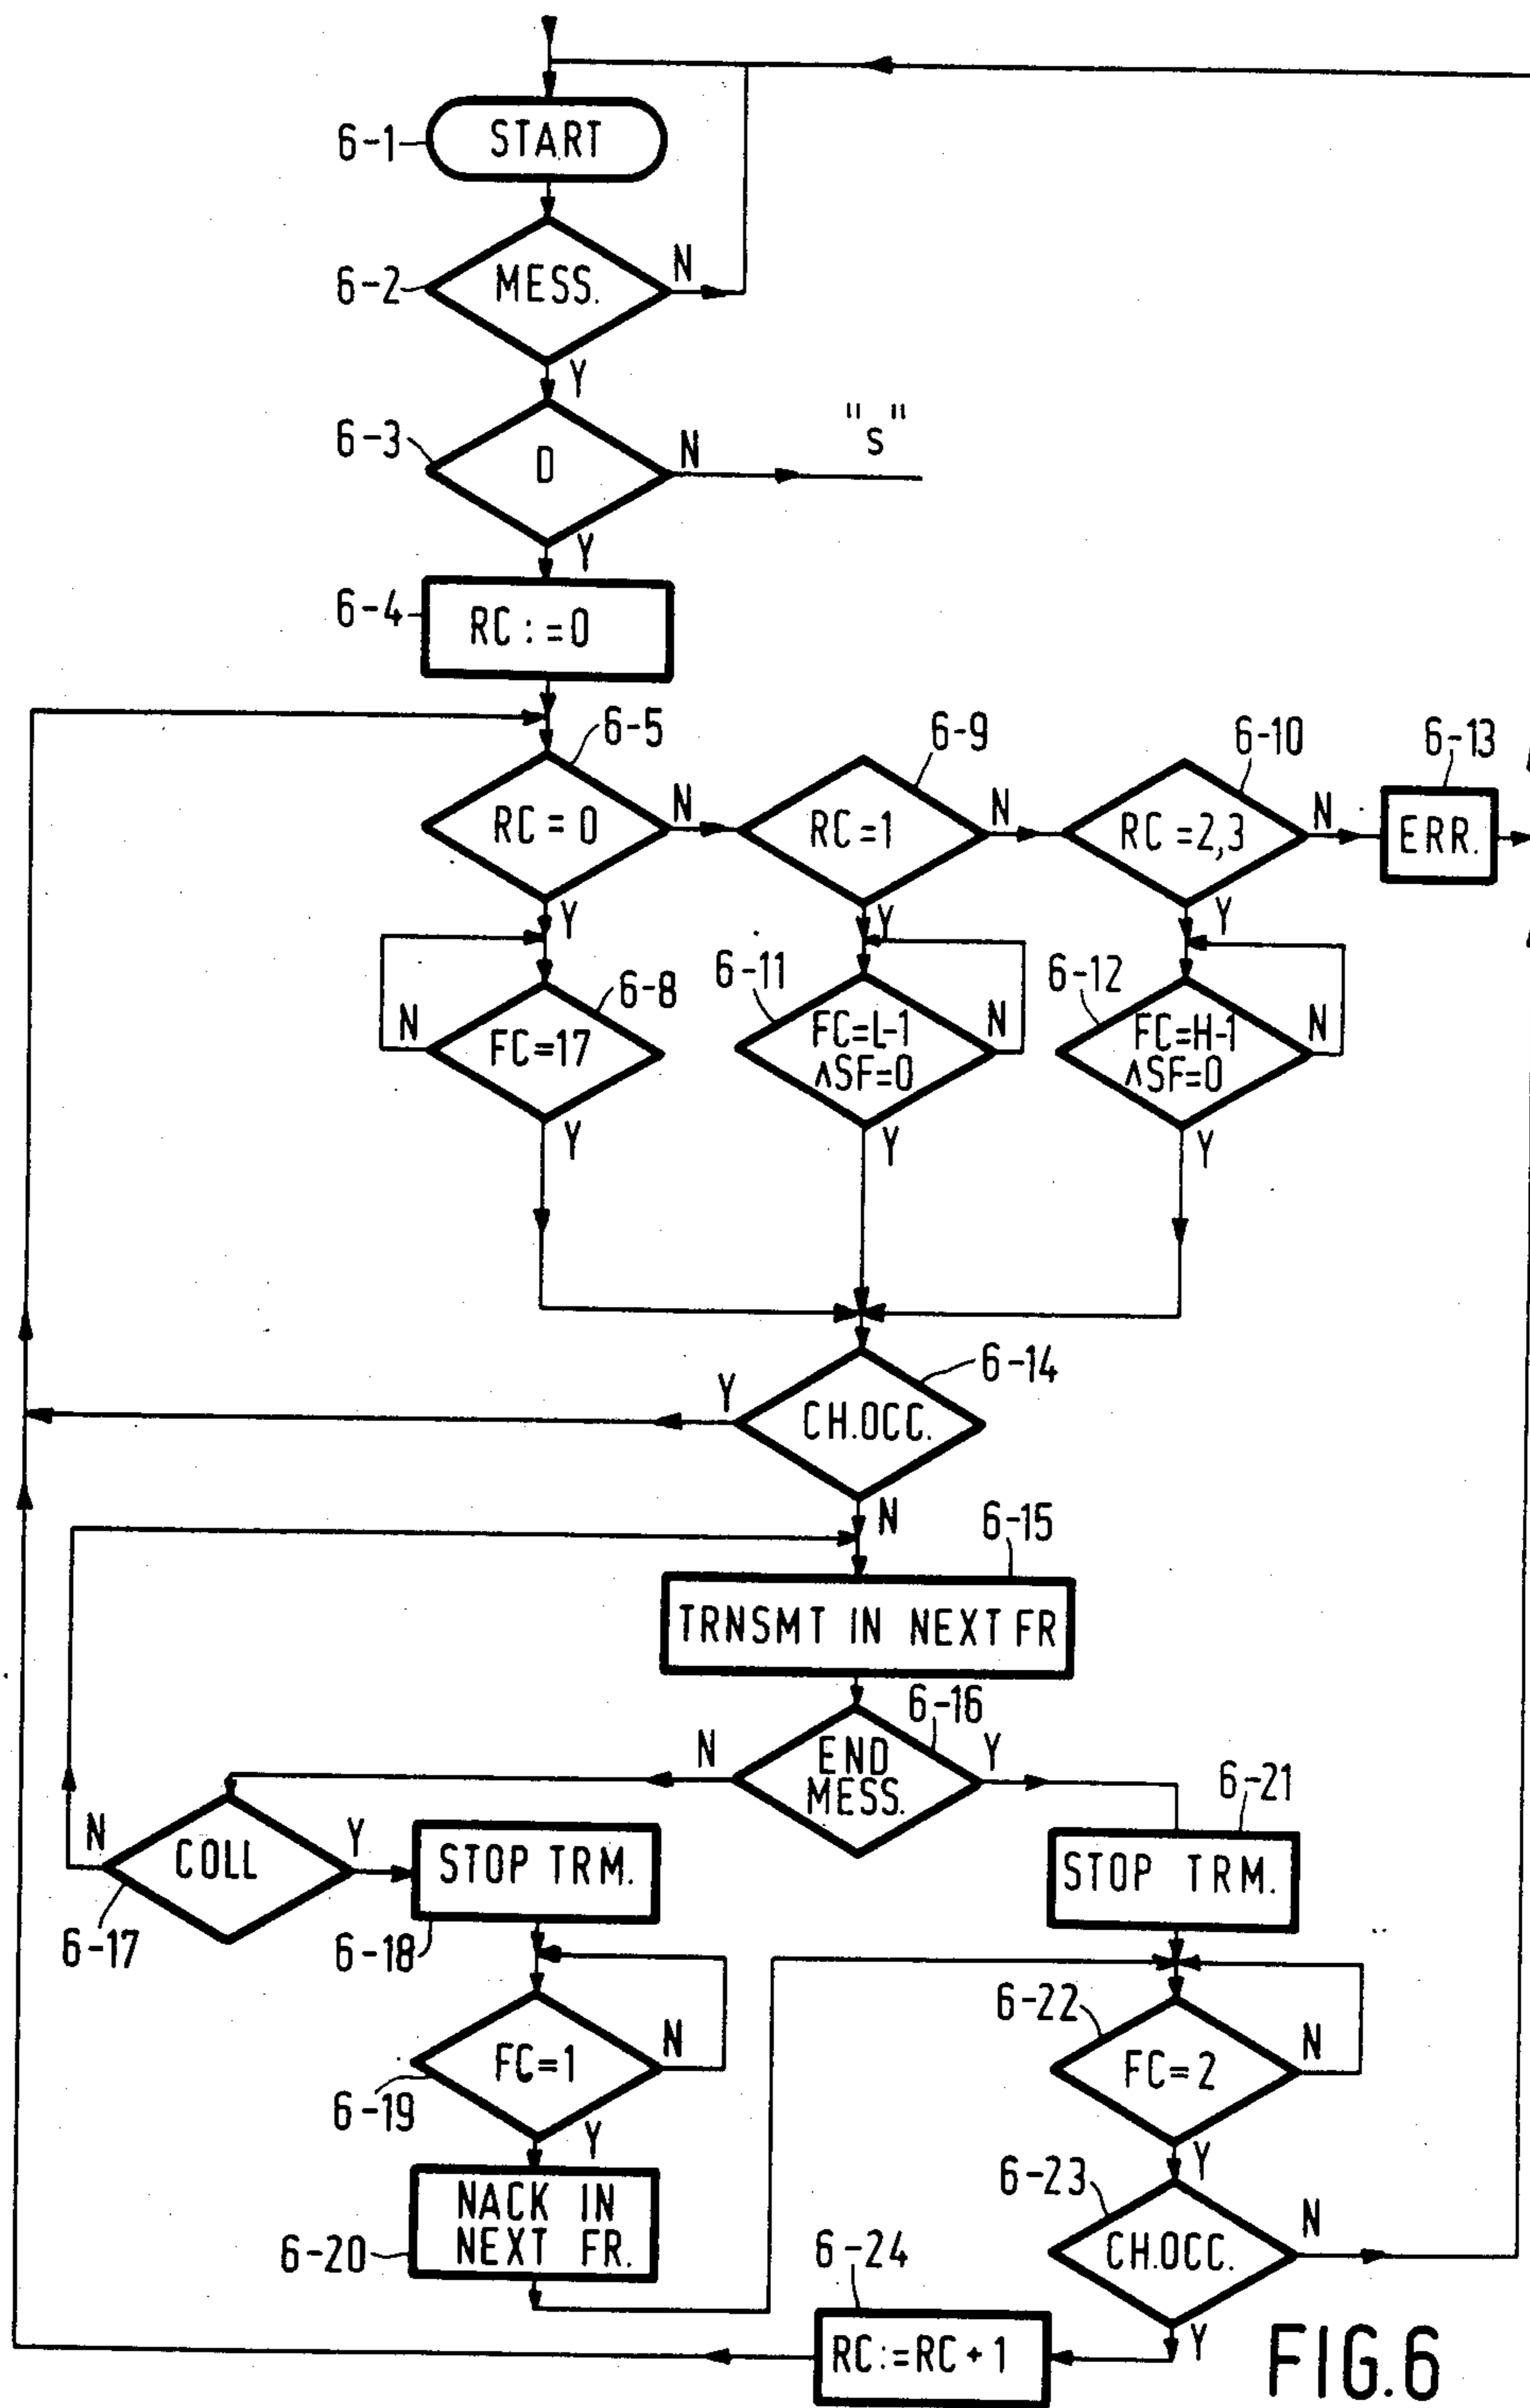 6-1
START
6-2
MESS.
N
Y
6-3
D
N
"s"
Y
6-4
RC:=0
6-5
RC=0
N
6-9
RC=1
N
6-10
RC=2,3
N
6-13
ERR.
Y
Y
Y
6-8
FC=17
N
6-11
FC=L-1
∧SF=0
N
6-12
FC=H-1
∧SF=0
N
Y
Y
Y
6-14
CH.OCC.
Y
N
6-15
TRNSMT IN NEXT FR
6-16
END
MESS.
N
Y
6-17
COLL
N
Y
6-18
STOP TRM.
6-21
STOP TRM.
6-19
FC=1
N
Y
6-22
FC=2
N
Y
6-20
NACK IN
NEXT FR.
6-23
CH.OCC.
N
Y
6-24
RC:=RC+1
FIG.6